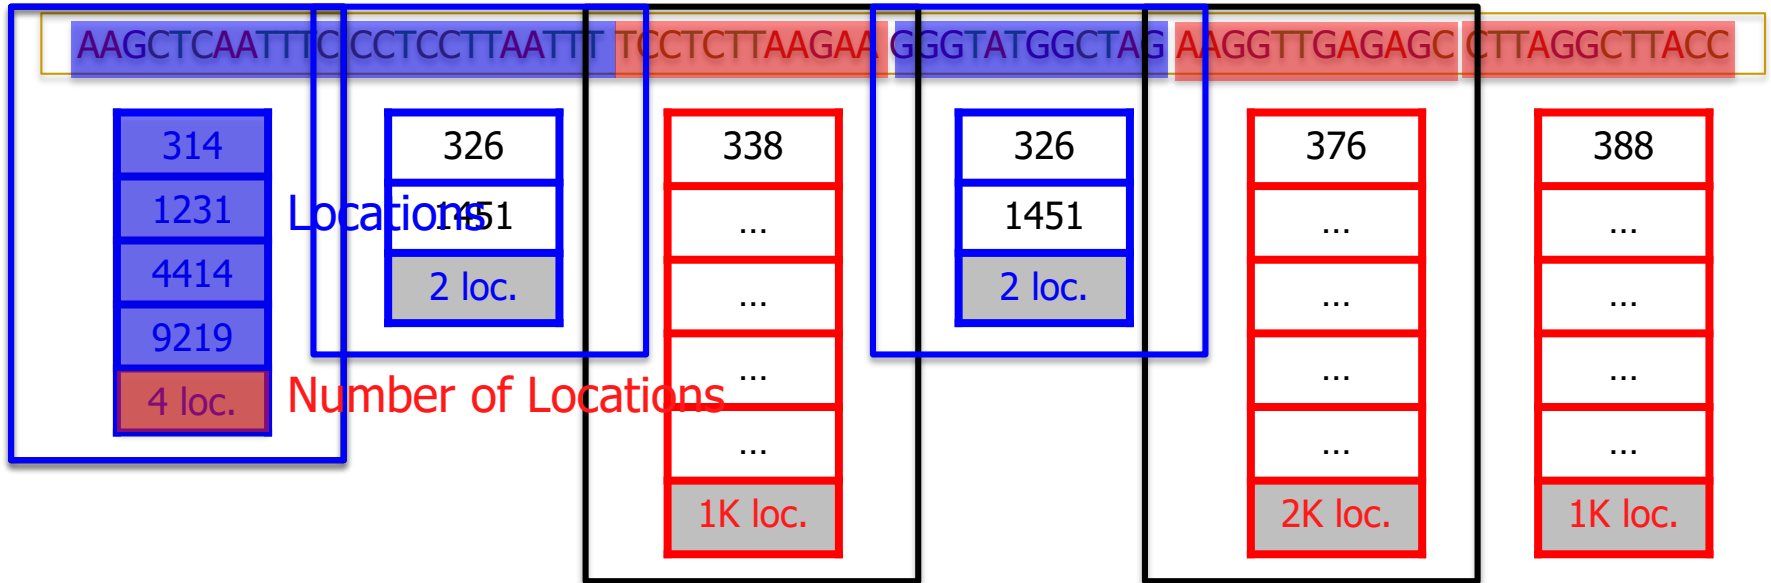 AAGCTCAATTTC CCTCCTTAATTT TCCTCTTAAGAA GGGTATGGCTAG AAGGTTGAGAGC CTTAGGCTTACC
314
1231
4414
9219
4 loc.
Locations
Number of Locations
326
1451
2 loc.
338
...
...
...
...
1K loc.
326
1451
2 loc.
376
...
...
...
...
2K loc.
388
...
...
...
...
1K loc.